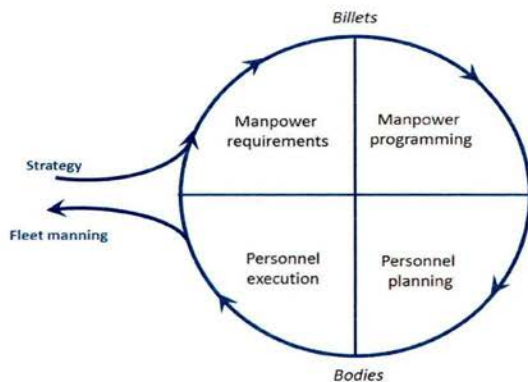 Billets
Manpower
requirements
Manpower
programming
Strategy
Fleet manning
Personnel
execution
Personnel
planning
Bodies